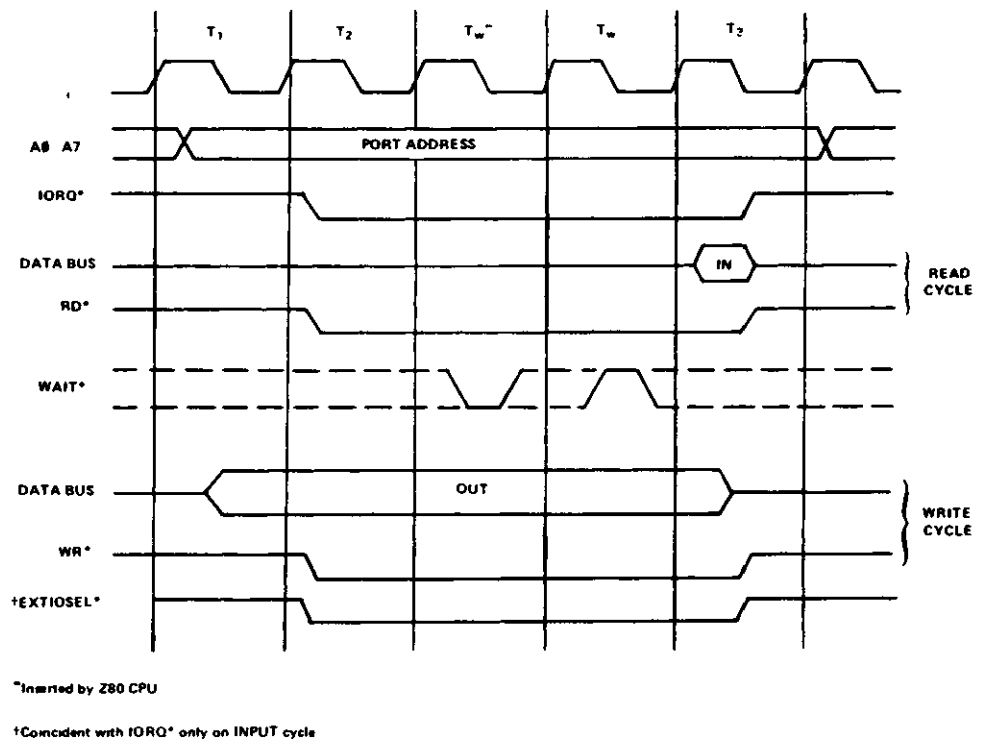 T1 T2 Tw* Tw T3
A0 A7 PORT ADDRESS
IORQ*
DATA BUS IN
READ CYCLE
RD*
WAIT*
DATA BUS OUT
WRITE CYCLE
WR*
†EXTIOSEL*
*Inserted by Z80 CPU
†Coincident with IORQ* only on INPUT cycle